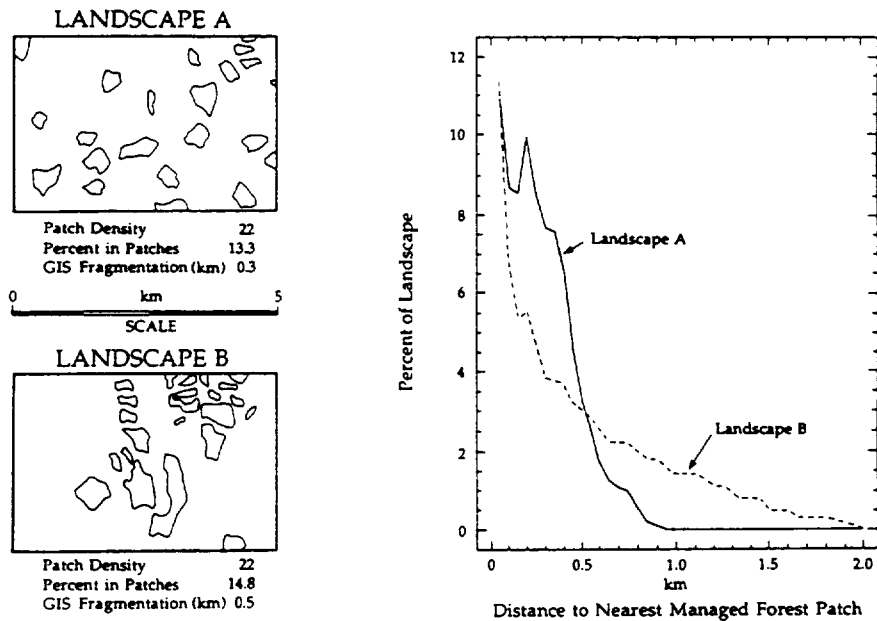 LANDSCAPE A
Patch Density 22
Percent in Patches 13.3
GIS Fragmentation (km) 0.3
0 km 5
SCALE
LANDSCAPE B
Patch Density 22
Percent in Patches 14.8
GIS Fragmentation (km) 0.5
Percent of Landscape
12
10
8
6
4
2
0
Landscape A
Landscape B
0 0.5 1.0 1.5 2.0
km
Distance to Nearest Managed Forest Patch